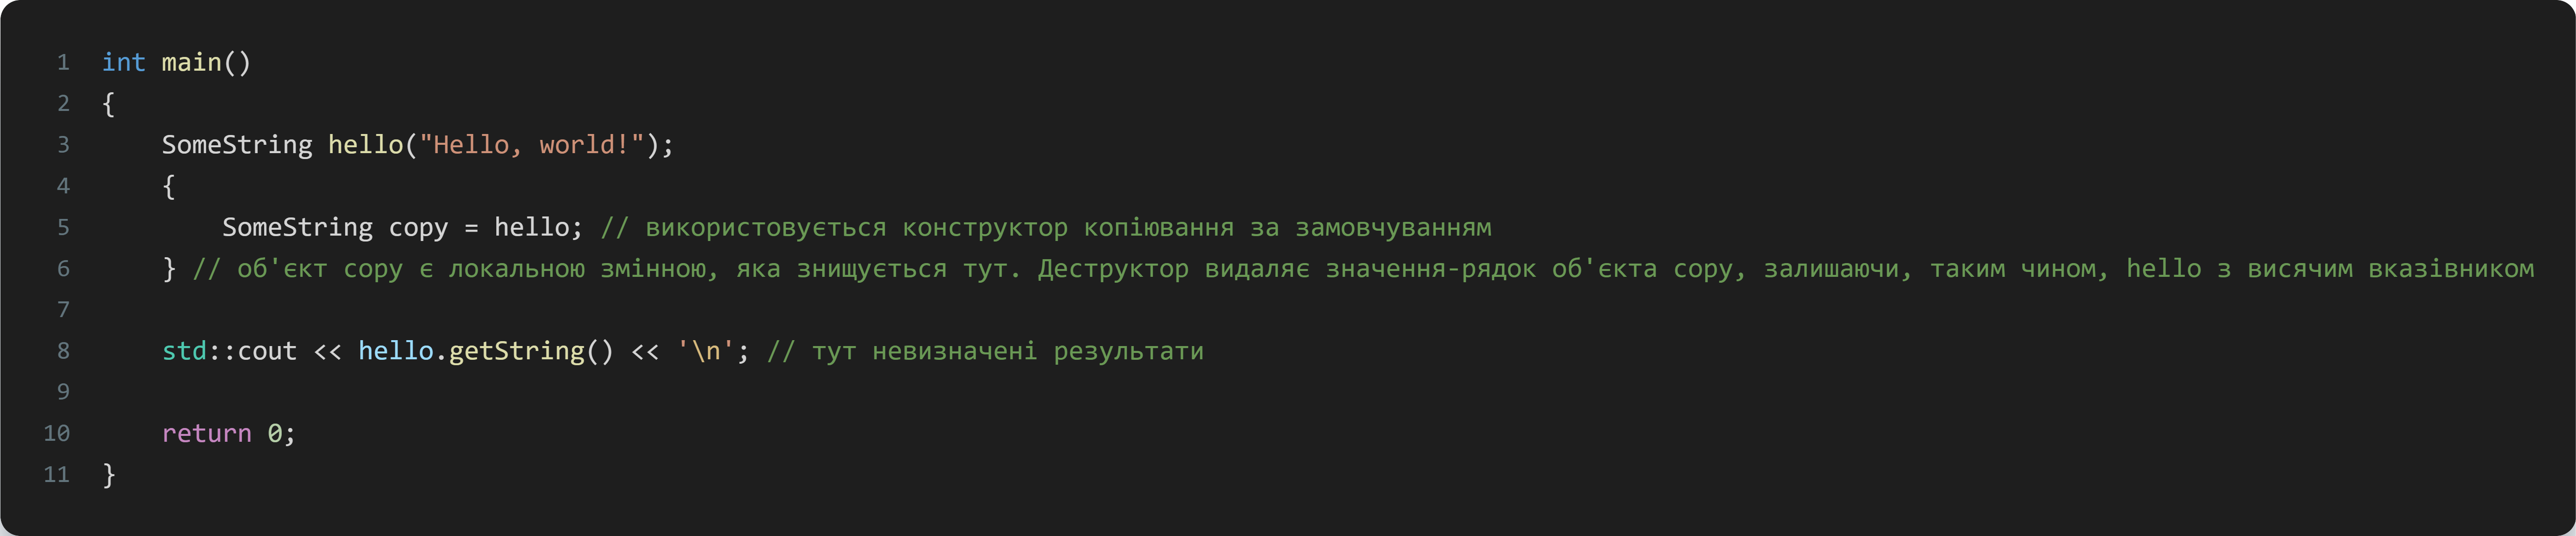 1 int main()
2 {
3     SomeString hello("Hello, world!");
4     {
5         SomeString copy = hello; // використовується конструктор копіювання за замовчуванням
6     } // об'єкт copy є локальною змінною, яка знищується тут. Деструктор видаляє значення-рядок об'єкта copy, залишаючи, таким чином, hello з висячим вказівником
7
8     std::cout << hello.getString() << '\n'; // тут невизначені результати
9
10     return 0;
11 }